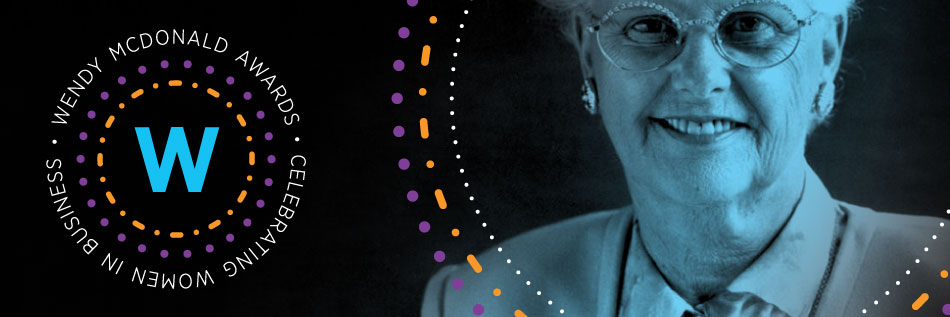 WENDY MCDONALD AWARDS • CELEBRATING WOMEN IN BUSINESS •
W